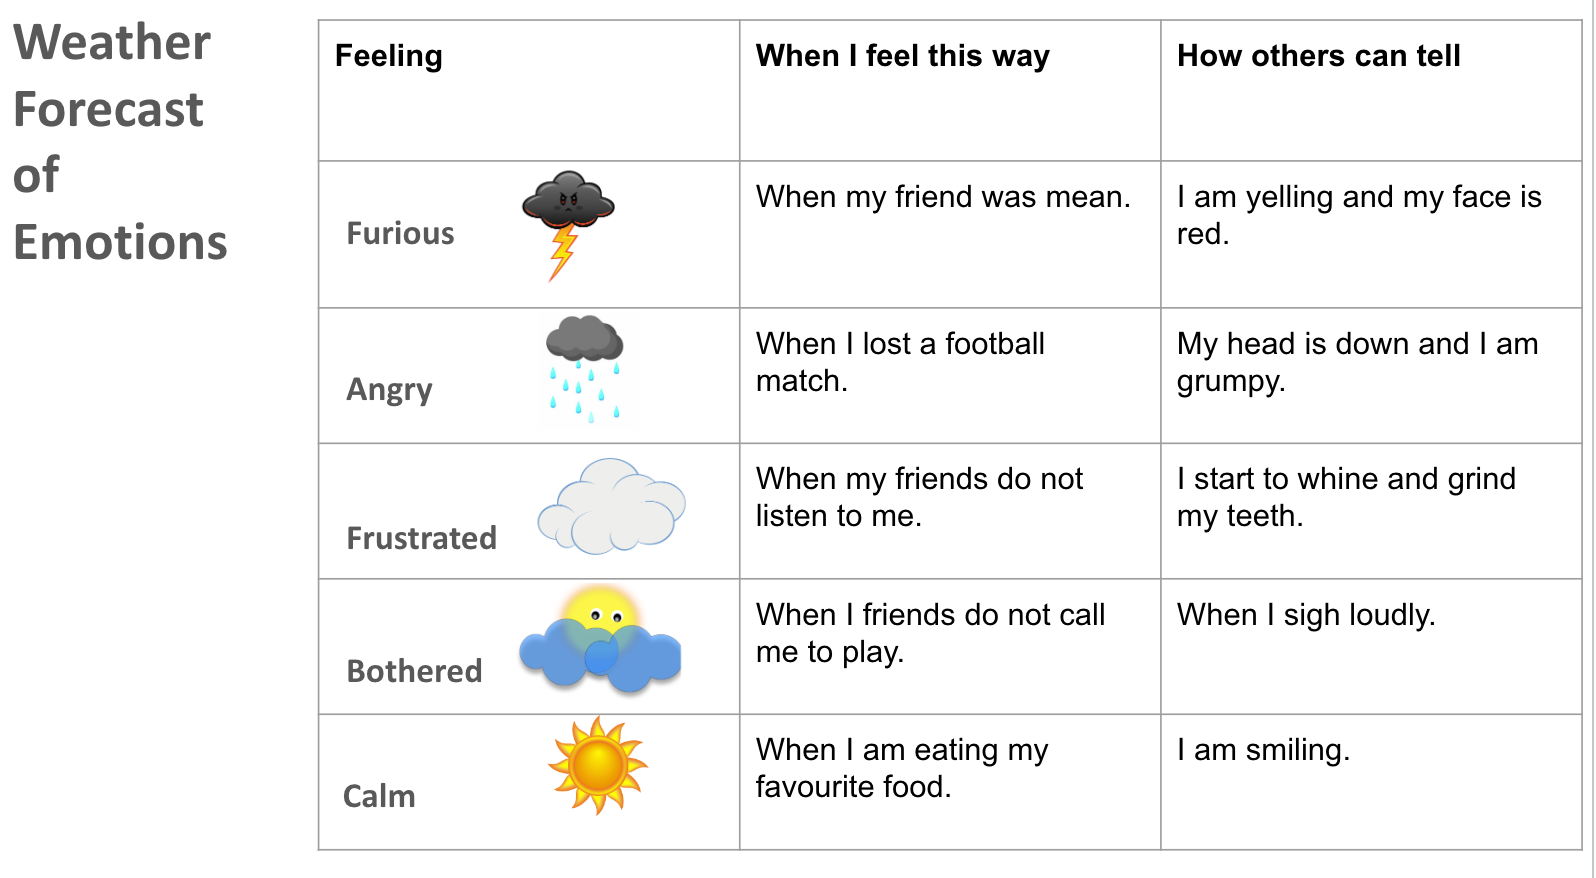 Weather
Forecast
of
Emotions
Feeling
When I feel this way
How others can tell
Furious
When my friend was mean.
I am yelling and my face is
red.
Angry
When I lost a football
match.
My head is down and I am
grumpy.
Frustrated
When my friends do not
listen to me.
I start to whine and grind
my teeth.
Bothered
When I friends do not call
me to play.
When I sigh loudly.
Calm
When I am eating my
favourite food.
I am smiling.